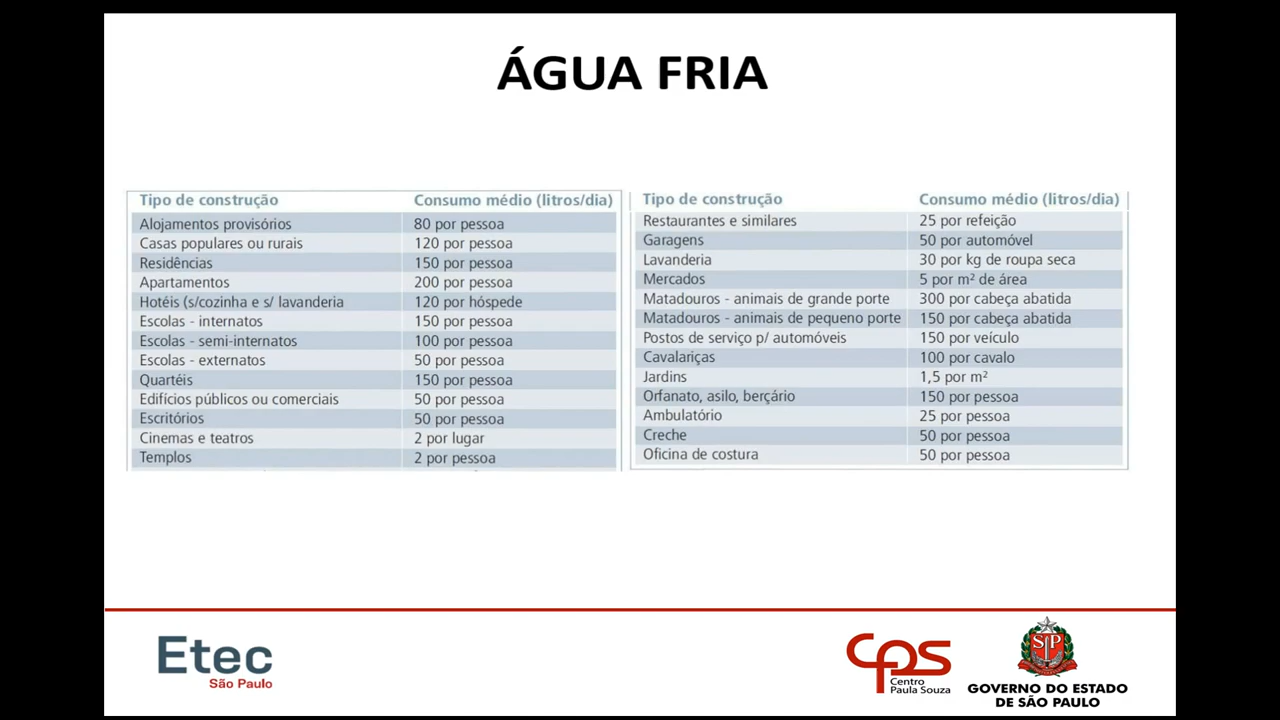 ÁGUA FRIA
Tipo de construção Consumo médio (litros/dia)
Alojamentos provisórios 80 por pessoa
Casas populares ou rurais 120 por pessoa
Residências 150 por pessoa
Apartamentos 200 por pessoa
Hotéis (s/cozinha e s/ lavanderia 120 por hóspede
Escolas - internatos 150 por pessoa
Escolas - semi-internatos 100 por pessoa
Escolas - externatos 50 por pessoa
Quartéis 150 por pessoa
Edifícios públicos ou comerciais 50 por pessoa
Escritórios 50 por pessoa
Cinemas e teatros 2 por lugar
Templos 2 por pessoa
Tipo de construção Consumo médio (litros/dia)
Restaurantes e similares 25 por refeição
Garagens 50 por automóvel
Lavanderia 30 por kg de roupa seca
Mercados 5 por m² de área
Matadouros - animais de grande porte 300 por cabeça abatida
Matadouros - animais de pequeno porte 150 por cabeça abatida
Postos de serviço p/ automóveis 150 por veículo
Cavalariças 100 por cavalo
Jardins 1,5 por m²
Orfanato, asilo, berçário 150 por pessoa
Ambulatório 25 por pessoa
Creche 50 por pessoa
Oficina de costura 50 por pessoa
Etec
São Paulo
cps
Centro
Paula Souza
SP
GOVERNO DO ESTADO
DE SÃO PAULO